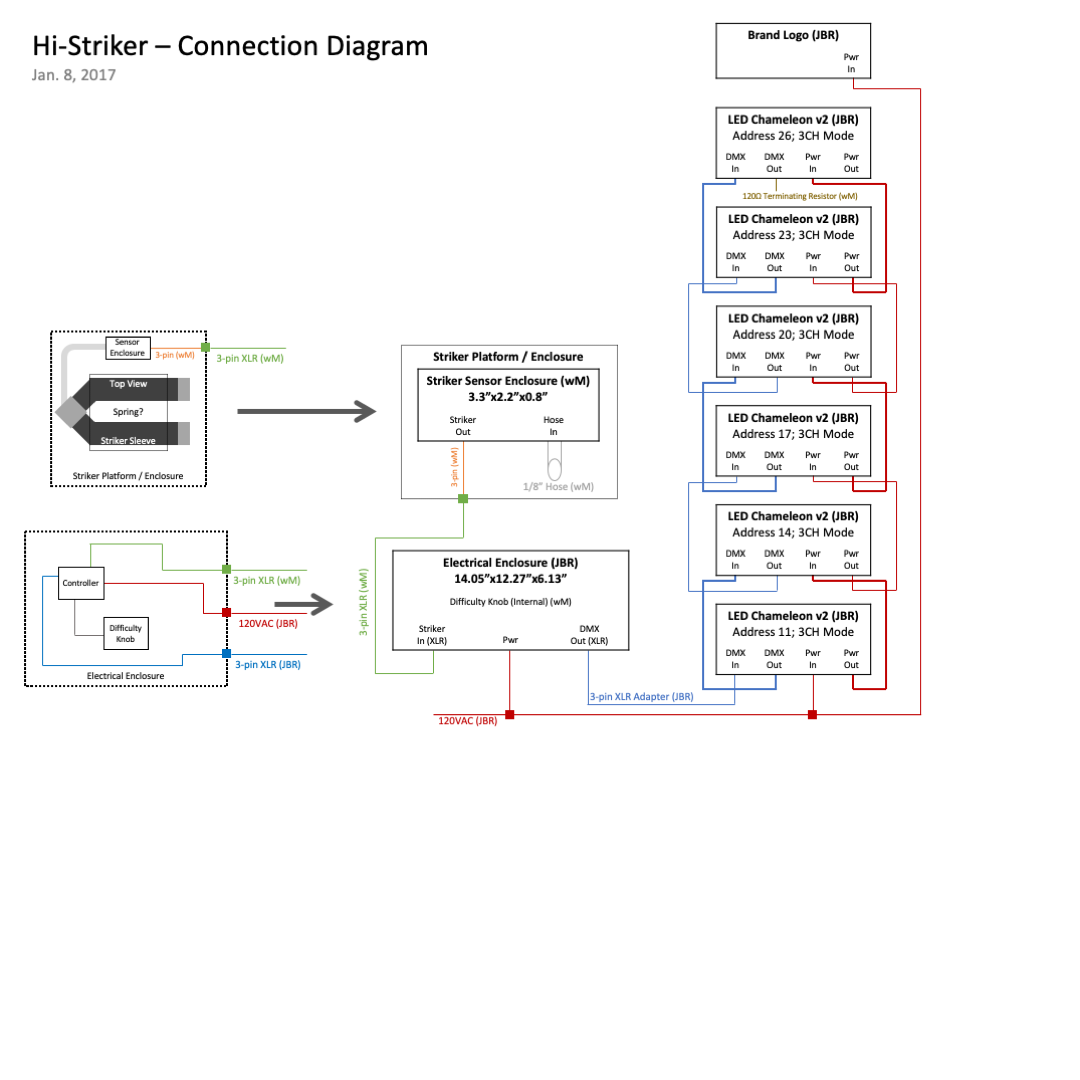 Hi-Striker – Connection Diagram
Jan. 8, 2017
Brand Logo (JBR)
Pwr
In
LED Chameleon v2 (JBR)
Address 26; 3CH Mode
DMX DMX Pwr Pwr
In Out In Out
120Ω Terminating Resistor (wM)
LED Chameleon v2 (JBR)
Address 23; 3CH Mode
DMX DMX Pwr Pwr
In Out In Out
LED Chameleon v2 (JBR)
Address 20; 3CH Mode
DMX DMX Pwr Pwr
In Out In Out
LED Chameleon v2 (JBR)
Address 17; 3CH Mode
DMX DMX Pwr Pwr
In Out In Out
LED Chameleon v2 (JBR)
Address 14; 3CH Mode
DMX DMX Pwr Pwr
In Out In Out
LED Chameleon v2 (JBR)
Address 11; 3CH Mode
DMX DMX Pwr Pwr
In Out In Out
Sensor
Enclosure
3-pin (wM)
3-pin XLR (wM)
Top View
Spring?
Striker Sleeve
Striker Platform / Enclosure
Striker Platform / Enclosure
Striker Sensor Enclosure (wM)
3.3”x2.2”x0.8”
Striker Hose
Out In
3-pin (wM)
1/8” Hose (wM)
Controller
Difficulty
Knob
3-pin XLR (wM)
120VAC (JBR)
3-pin XLR (JBR)
Electrical Enclosure
3-pin XLR (wM)
Electrical Enclosure (JBR)
14.05”x12.27”x6.13”
Difficulty Knob (Internal) (wM)
Striker
In (XLR)
Pwr
DMX
Out (XLR)
3-pin XLR Adapter (JBR)
120VAC (JBR)